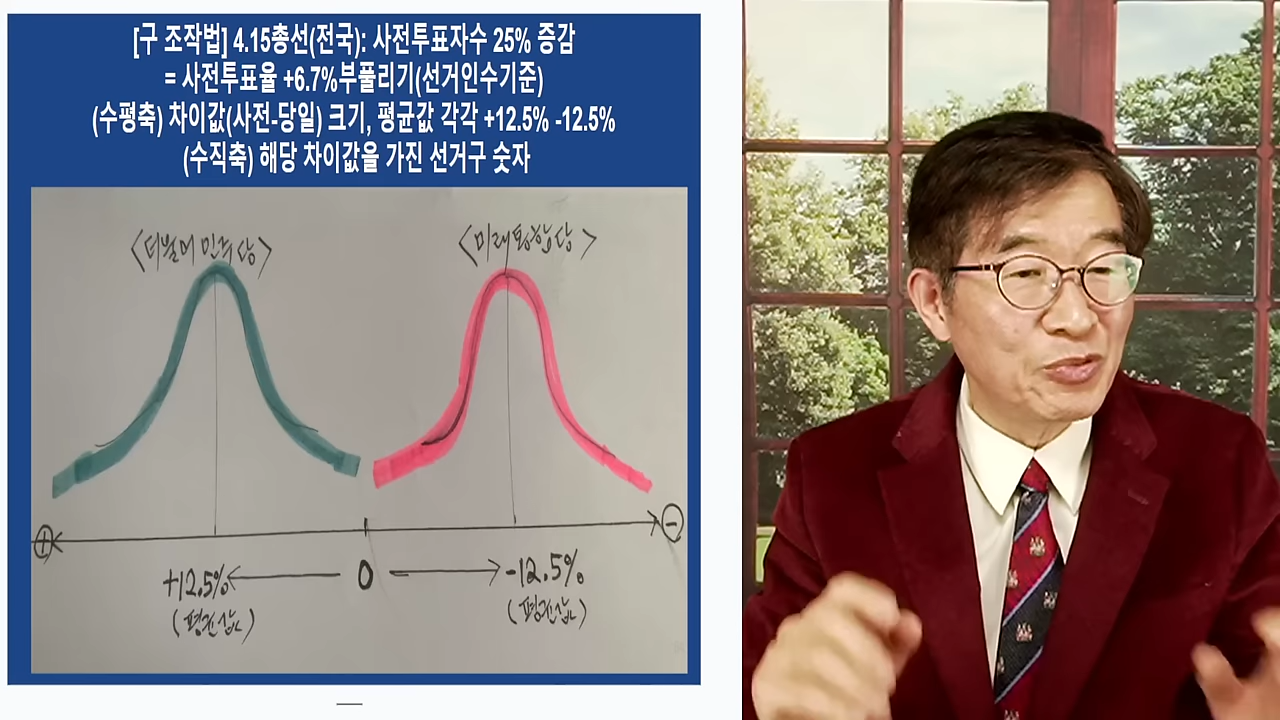 [구 조작법] 4.15총선(전국): 사전투표자수 25% 증감
= 사전투표율 +6.7%부풀리기(선거인수기준)
(수평축) 차이값(사전-당일) 크기, 평균값 각각 +12.5% -12.5%
(수직축) 해당 차이값을 가진 선거구 숫자
<더불어민주당> <미래통합당>
+ -
+12.5% 0 -12.5%
(평균값) (평균값)